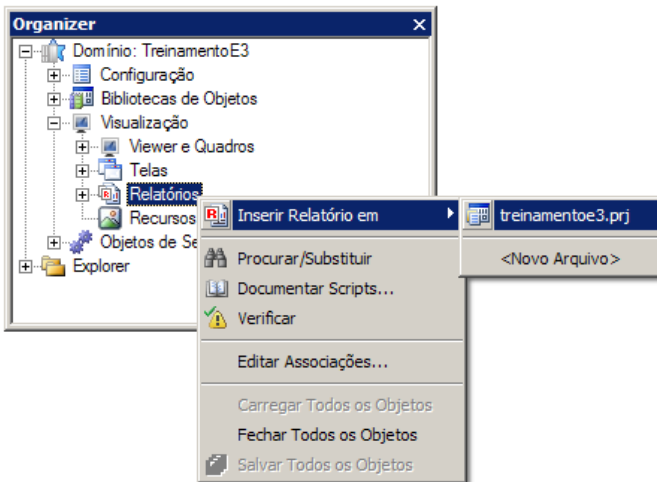 Organizer
Domínio: TreinamentoE3
Configuração
Bibliotecas de Objetos
Visualização
Viewer e Quadros
Telas
Relatórios
Recursos
Objetos de Se
Explorer
Inserir Relatório em
Procurar/Substituir
Documentar Scripts...
Verificar
Editar Associações...
Carregar Todos os Objetos
Fechar Todos os Objetos
Salvar Todos os Objetos
treinamentoe3.prj
<Novo Arquivo>